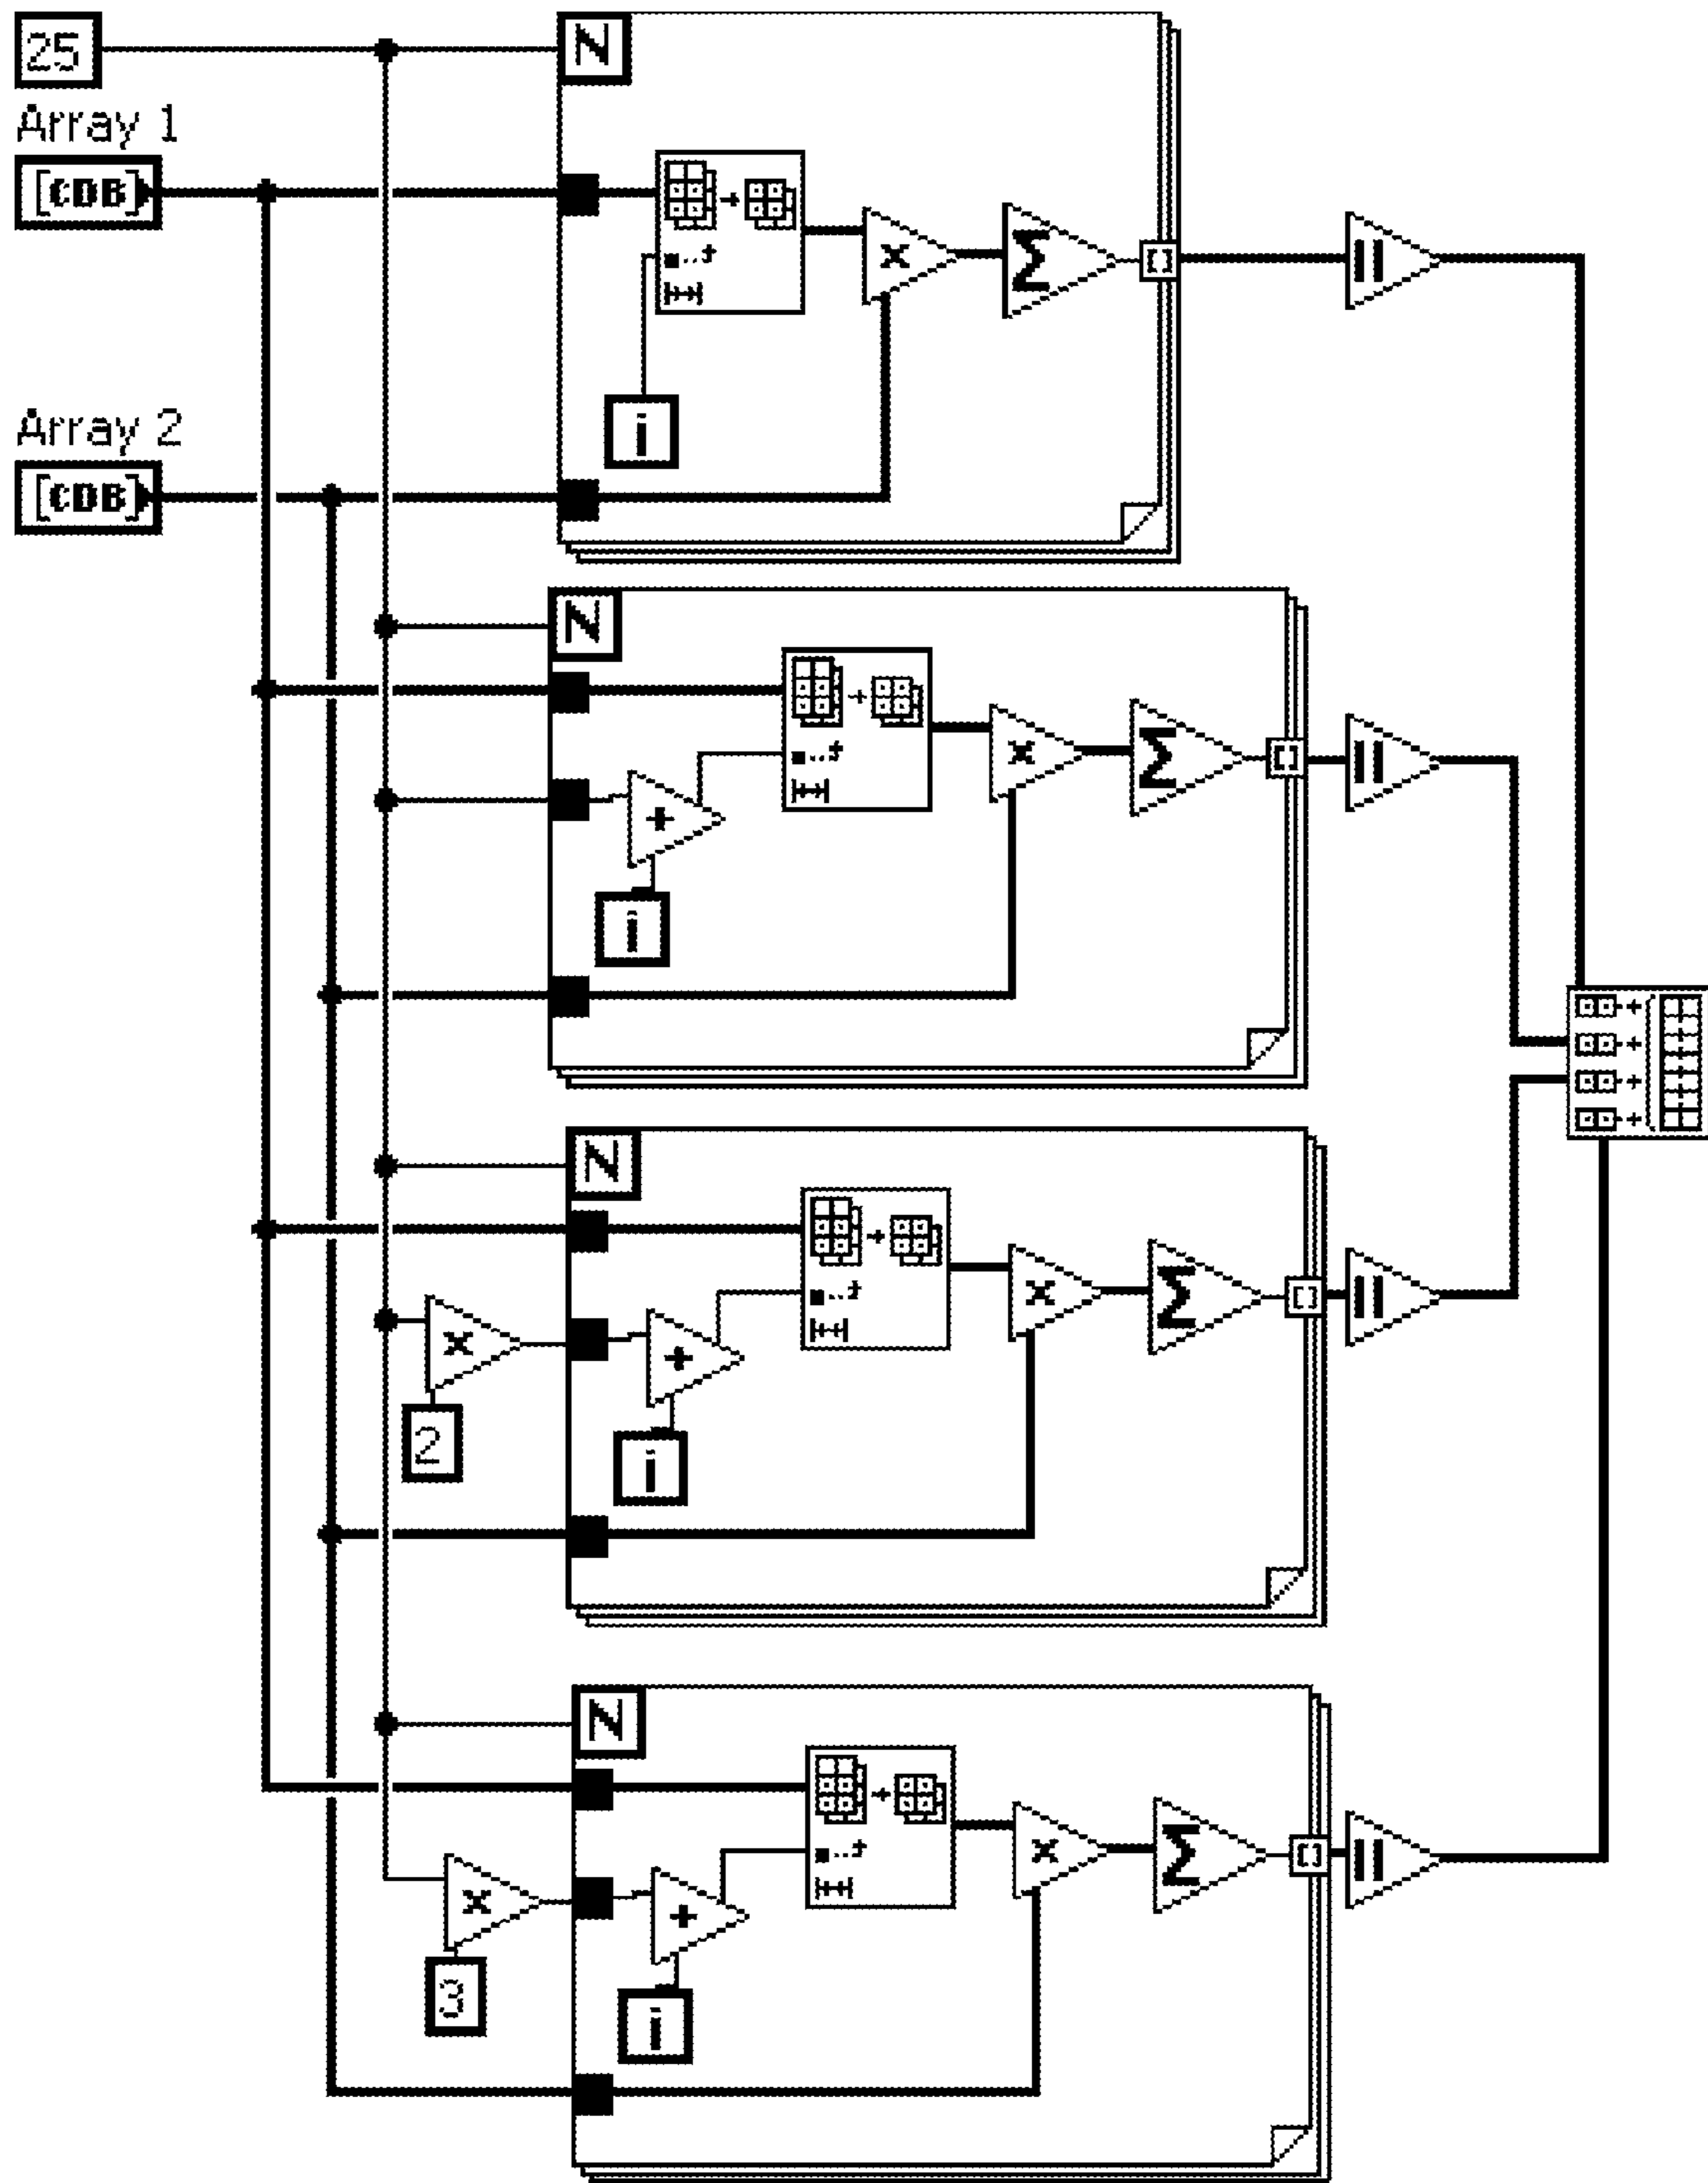 25
N
Array 1
[CDB]
×
Σ
||
i
Array 2
[CDB]
N
×
Σ
||
+
i
N
×
Σ
||
×
+
2
i
N
×
Σ
||
×
+
3
i